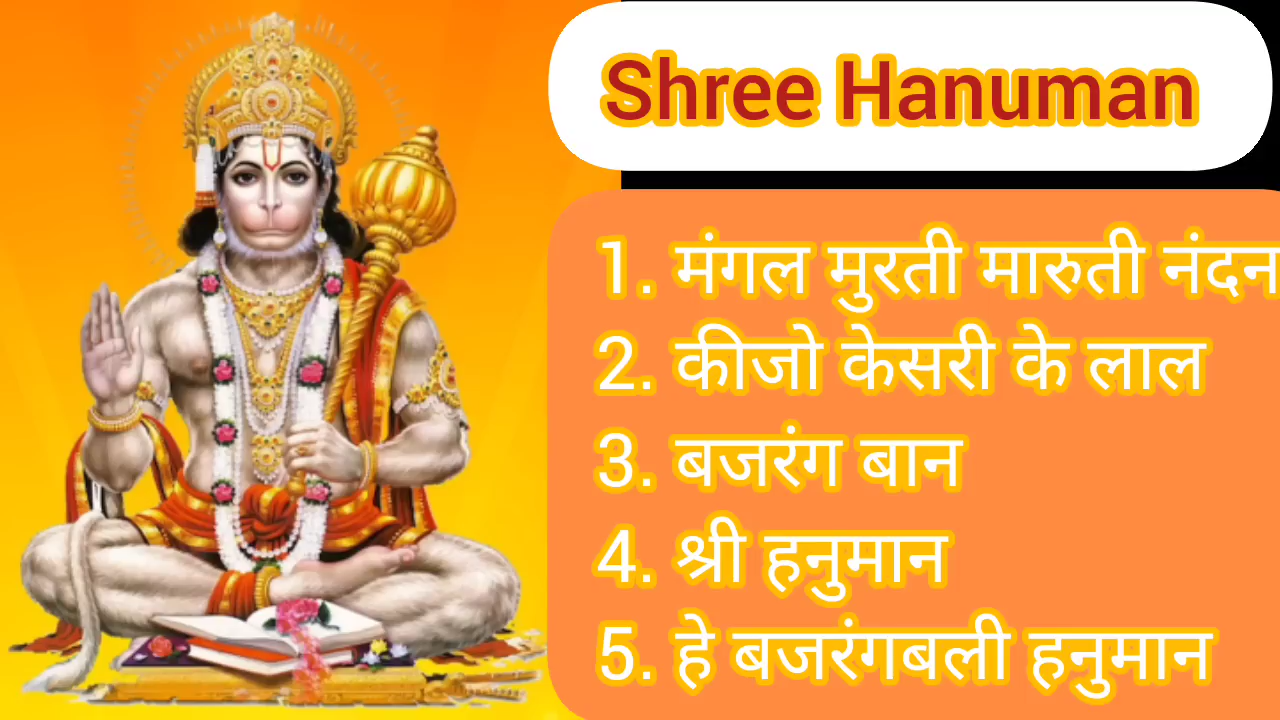 Shree Hanuman
1. मंगल मुरती मारुती नंदन
2. कीजो केसरी के लाल
3. बजरंग बान
4. श्री हनुमान
5. हे बजरंगबली हनुमान